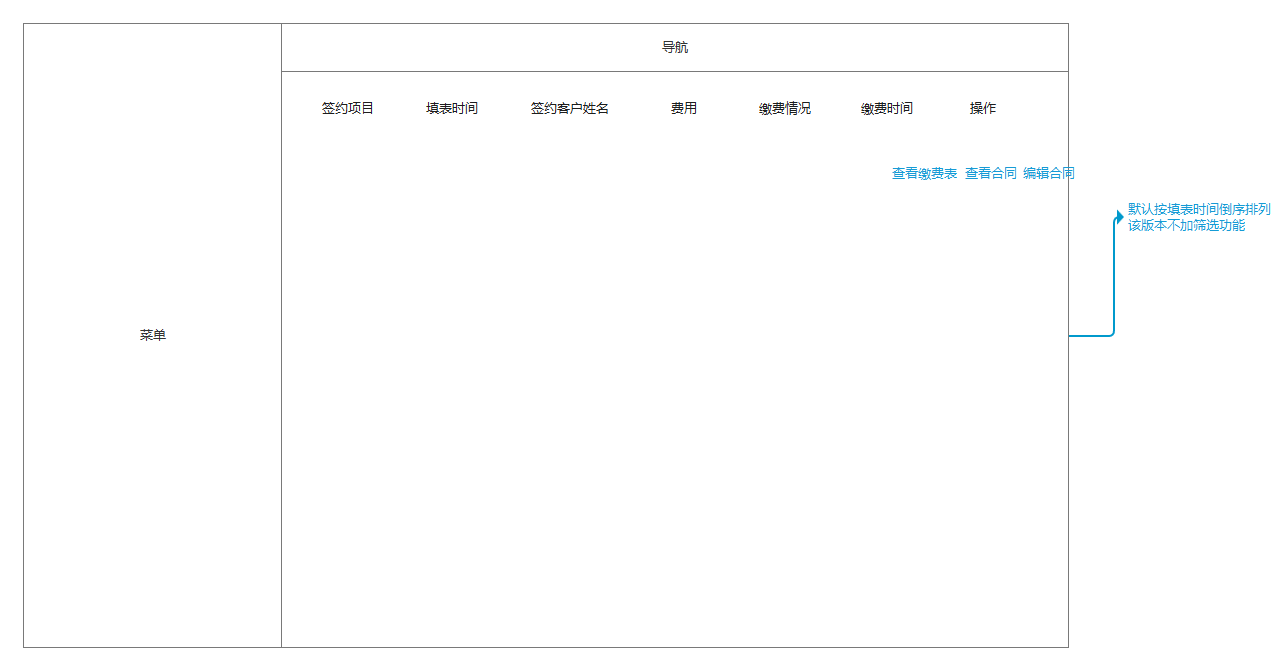 导航
签约项目 填表时间 签约客户姓名 费用 缴费情况 缴费时间 操作
查看缴费表 查看合同 编辑合同
默认按填表时间倒序排列
该版本不加筛选功能
菜单